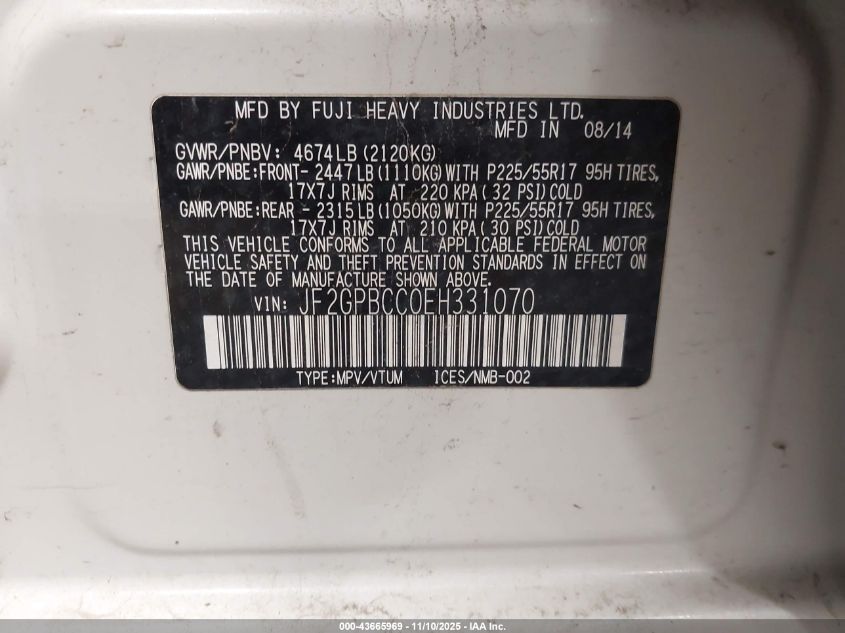 MFD BY FUJI HEAVY INDUSTRIES LTD.
MFD IN 08/14
GVWR/PNBV: 4674LB(2120KG)
GAWR/PNBE:FRONT- 2447LB(1110KG)WITH P225/55R17 95H TIRES,
17X7J RIMS AT 220 KPA(32 PSI)COLD
GAWR/PNBE:REAR - 2315LB(1050KG)WITH P225/55R17 95H TIRES,
17X7J RIMS AT 210 KPA(30 PSI)COLD
THIS VEHICLE CONFORMS TO ALL APPLICABLE FEDERAL MOTOR
VEHICLE SAFETY AND THEFT PREVENTION STANDARDS IN EFFECT ON
THE DATE OF MANUFACTURE SHOWN ABOVE.
VIN: JF2GPBCC0EH331070
TYPE:MPV/VTUM ICES/NMB-002
000-43665969 - 11/10/2025 - IAA Inc.